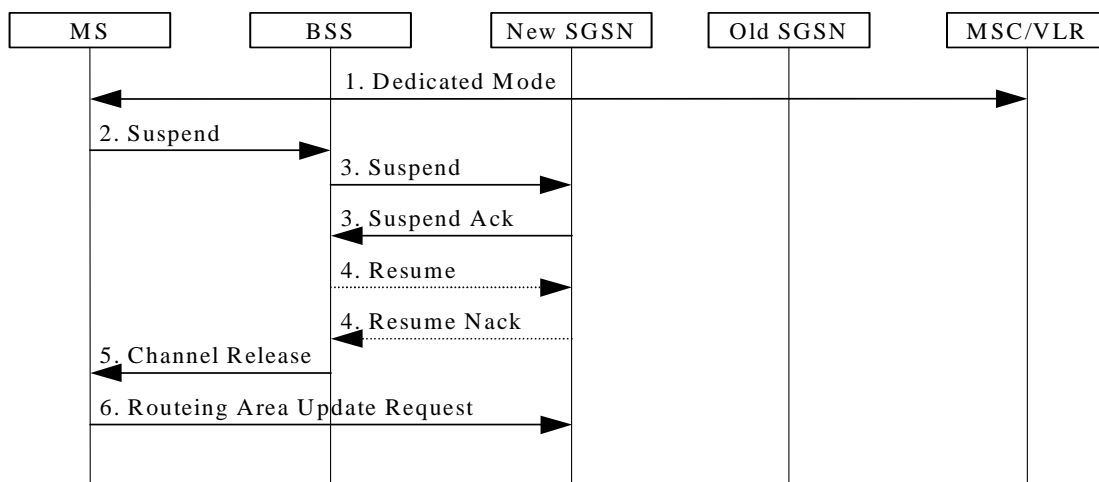 MS
BSS
New SGSN
Old SGSN
MSC/VLR
1. Dedicated Mode
2. Suspend
3. Suspend
3. Suspend Ack
4. Resume
4. Resume Nack
5. Channel Release
6. Routeing Area Update Request